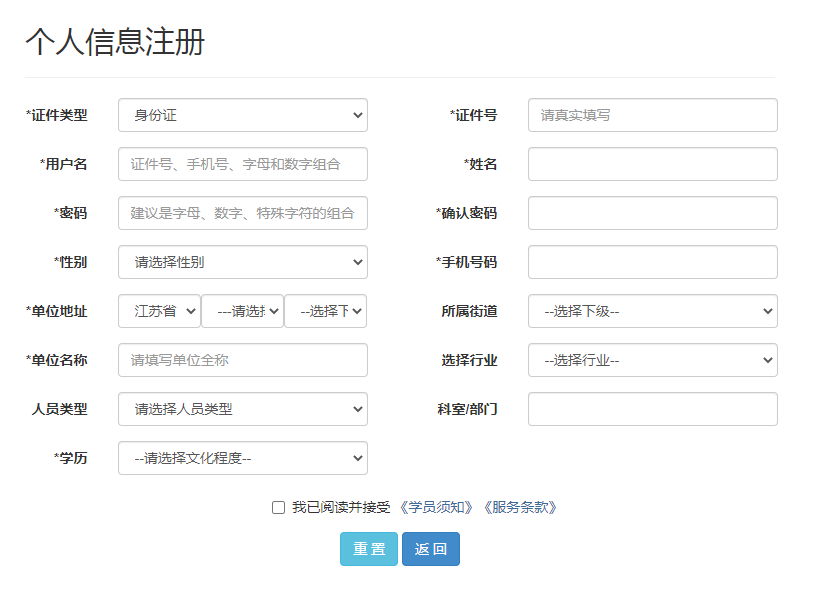 个人信息注册
*证件类型 身份证 *证件号 请真实填写
*用户名 证件号、手机号、字母和数字组合 *姓名
*密码 建议是字母、数字、特殊字符的组合 *确认密码
*性别 请选择性别 *手机号码
*单位地址 江苏省 ---请选 --选择下 所属街道 --选择下级--
*单位名称 请填写单位全称 选择行业 --选择行业--
人员类型 请选择人员类型 科室/部门
*学历 --请选择文化程度--
我已阅读并接受 《学员须知》《服务条款》
重置 返回